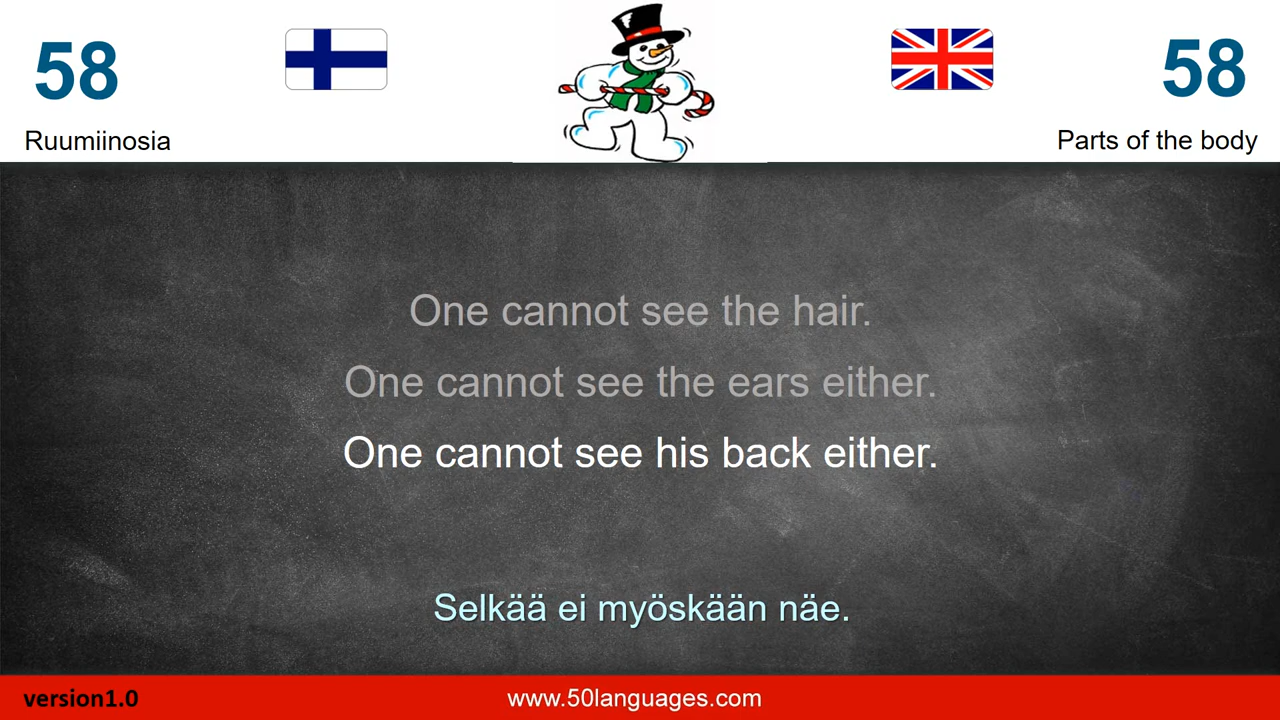 58
58
Ruumiinosia
Parts of the body
One cannot see the hair.
One cannot see the ears either.
One cannot see his back either.
Selkää ei myöskään näe.
version1.0
www.50languages.com